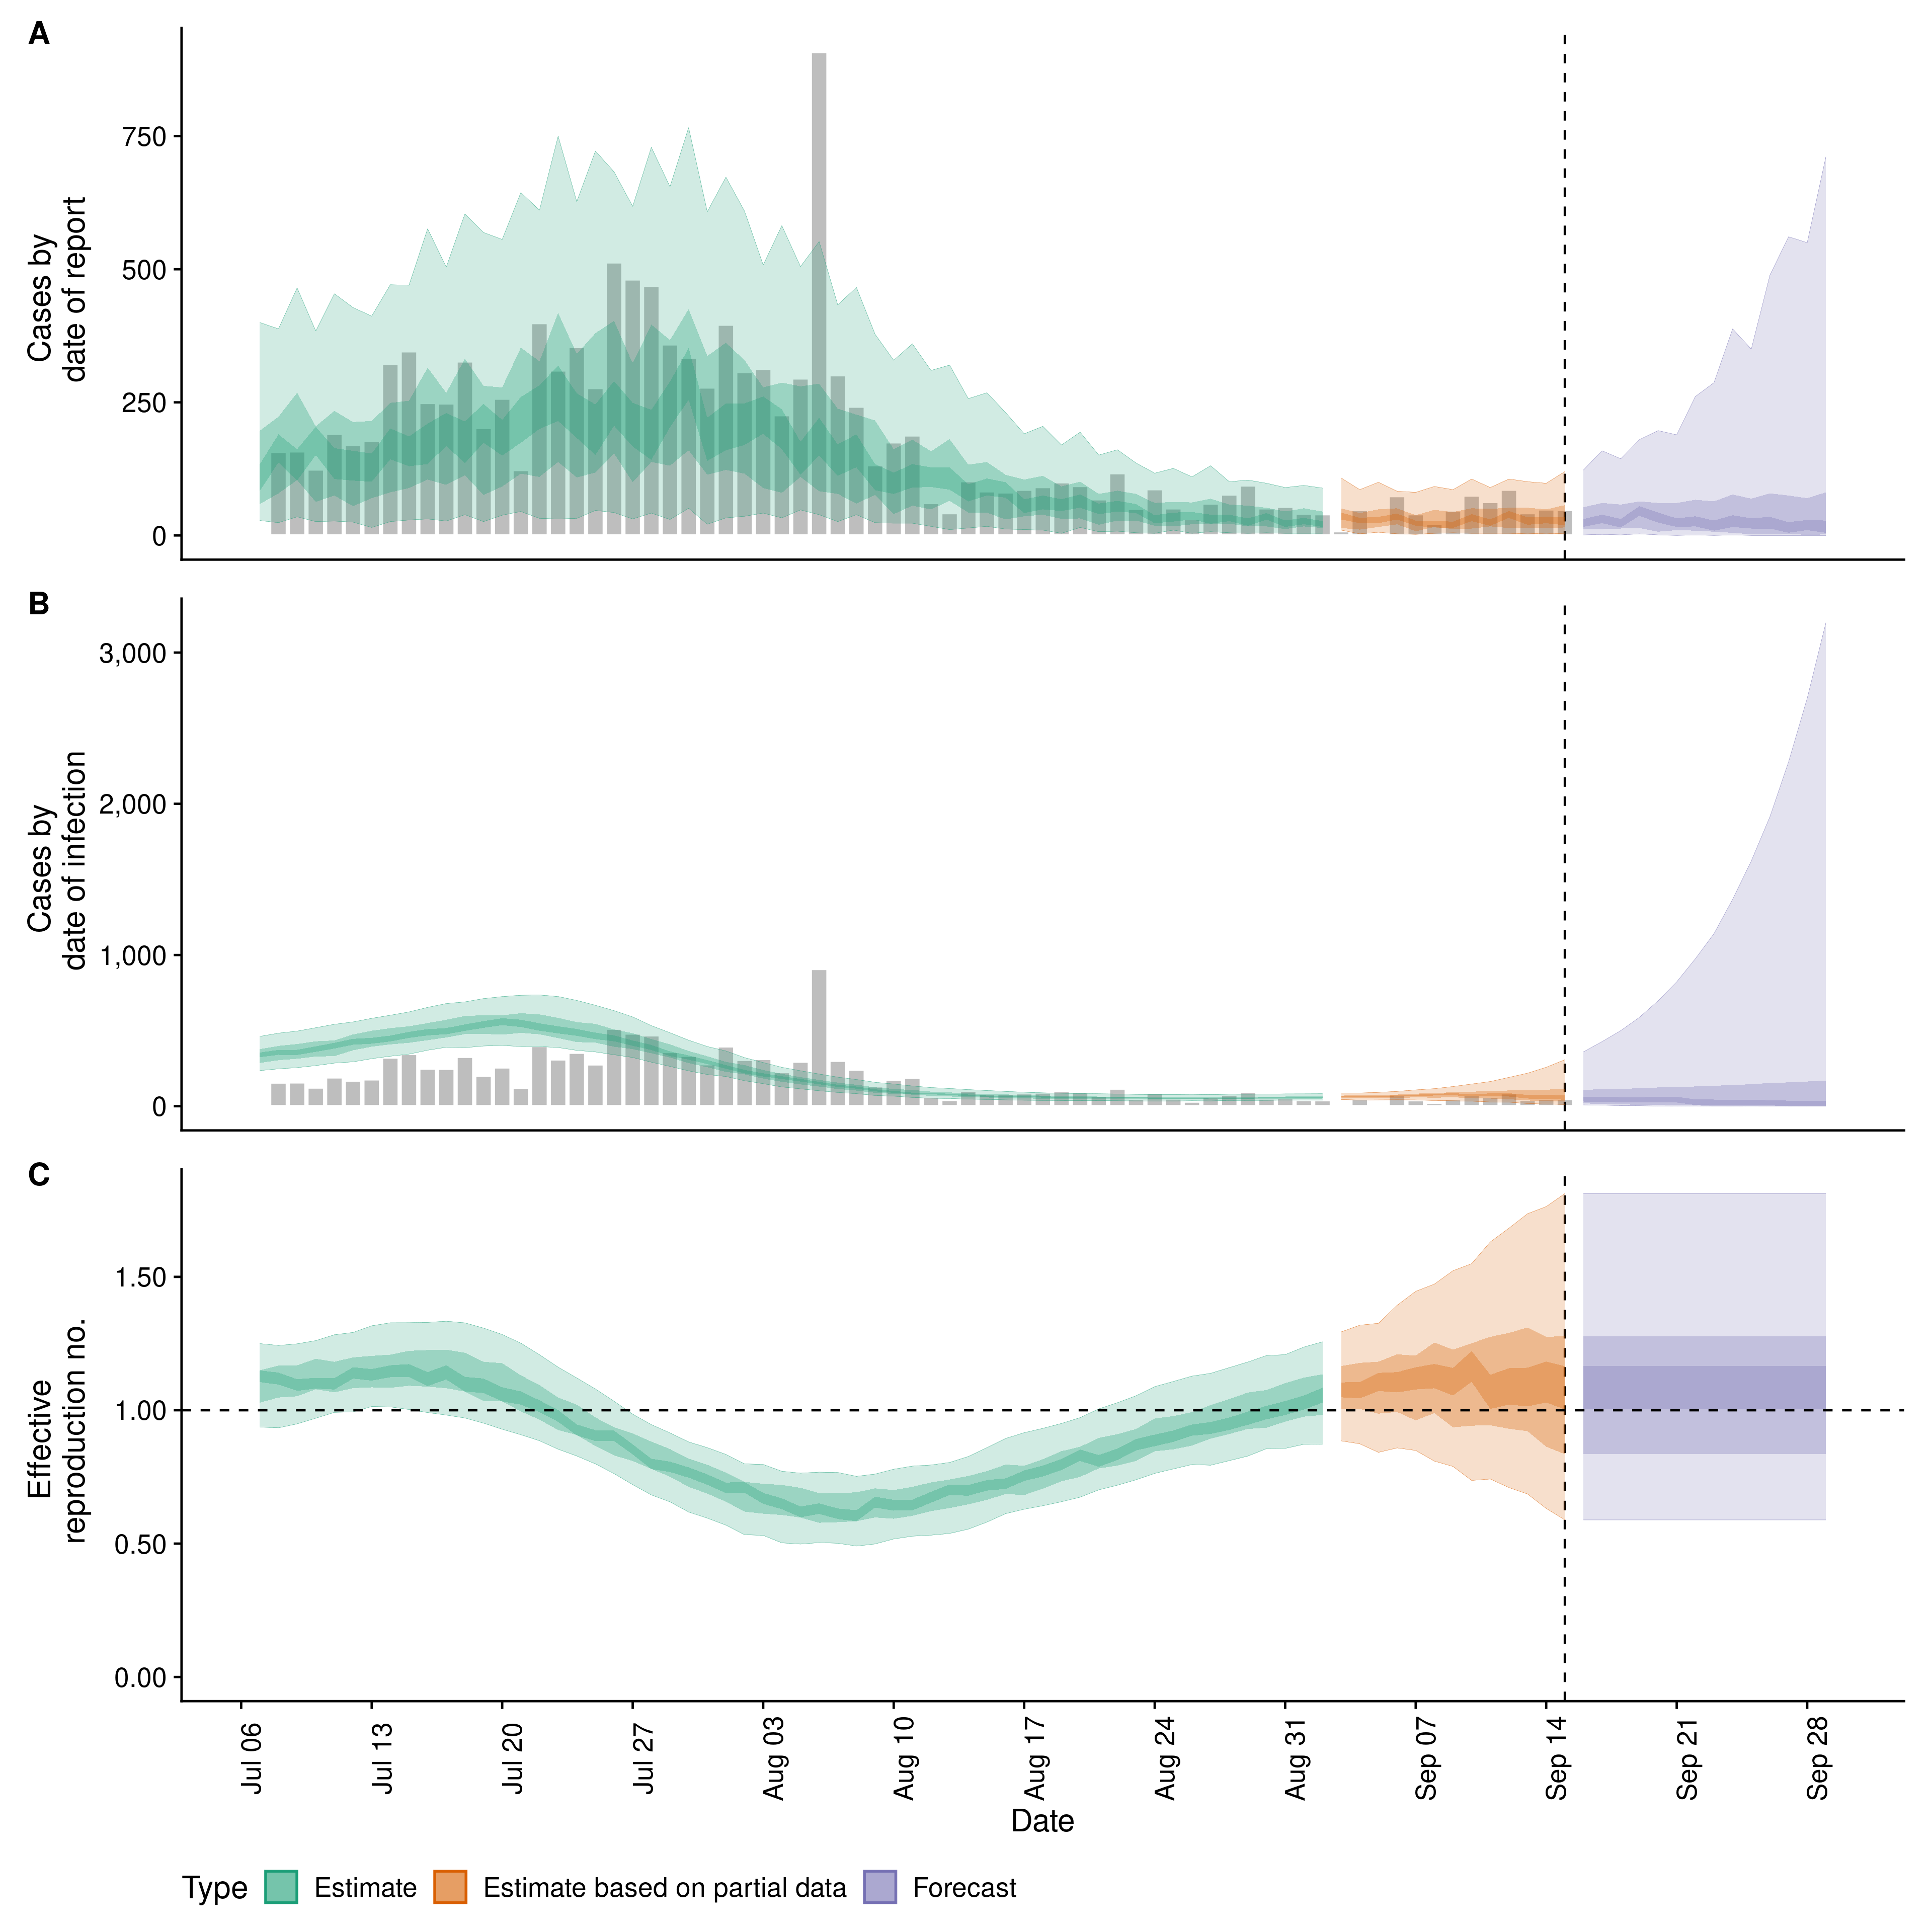 A
Cases by
date of report
750
500
250
0
B
Cases by
date of infection
3,000
2,000
1,000
0
C
Effective
reproduction no.
1.50
1.00
0.50
0.00
Jul 06
Jul 13
Jul 20
Jul 27
Aug 03
Aug 10
Aug 17
Aug 24
Aug 31
Sep 07
Sep 14
Sep 21
Sep 28
Date
Type Estimate Estimate based on partial data Forecast